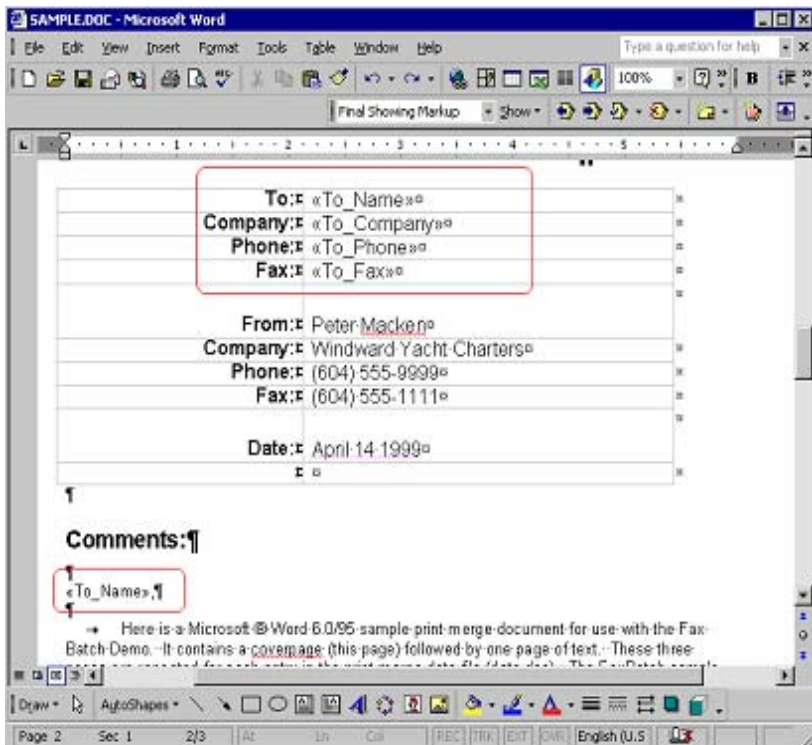 SAMPLE.DOC - Microsoft Word
File Edit View Insert Format Tools Table Window Help Type a question for help
100% B
Final Showing Markup Show
1 2 3 4 5
To: «To_Name»
Company: «To_Company»
Phone: «To_Phone»
Fax: «To_Fax»
From: Peter Macken
Company: Windward Yacht Charters
Phone: (604) 555-9999
Fax: (604) 555-1111
Date: April 14 1999
Comments:¶
¶
«To_Name»,¶
¶
Here is a Microsoft ® Word 6.0/95 sample print merge document for use with the Fax
Batch Demo. It contains a coverpage (this page) followed by one page of text. These three
Draw AutoShapes
Page 2 Sec 1 2/3 At Ln Col REC TRK EXT OVR English (U.S